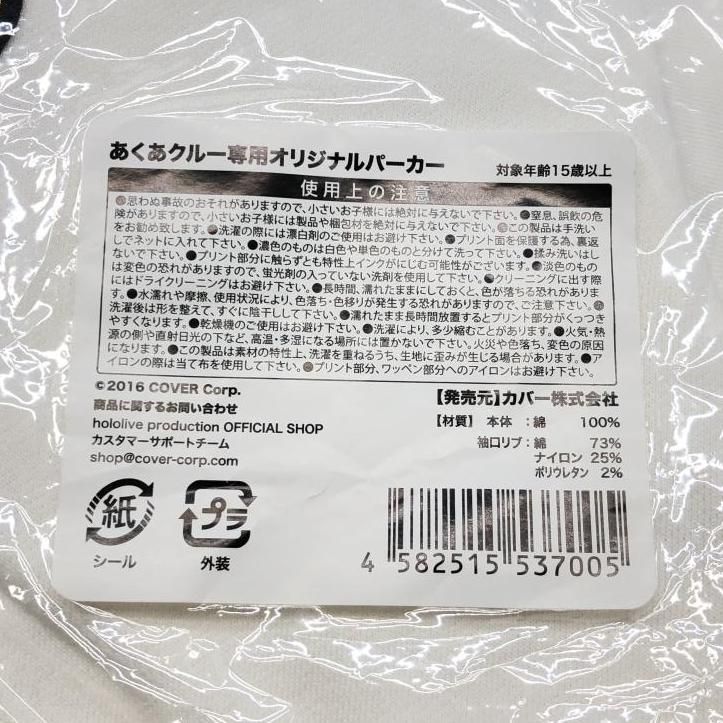 あくあクルー専用オリジナルパーカー
対象年齢15歳以上
使用上の注意
●思わぬ事故のおそれがありますので、小さいお子様には絶対に与えないで下さい。●窒息、誤飲の危
険がありますので、小さいお子様には製品や梱包材を絶対に与えないで下さい。●この製品は手洗い
をお勧め致します。●洗濯の際には漂白剤のご使用はお避け下さい。●プリント面を保護する為、裏返
しでネットに入れて下さい。●濃色のものは白色や単色のものと分けて洗って下さい。●揉み洗いはし
ないで下さい。●プリント部分に触らずとも特性上インクがにじむ可能性がございます。●淡色のもの
は変色の恐れがありますので、蛍光剤の入っていない洗剤を使用して下さい。●クリーニングに出す際
にはドライクリーニングはお避け下さい。●長時間、濡れたままにしておくと、色が落ちる恐れがありま
す。●水濡れや摩擦、使用状況により、色落ち・色移りが発生する恐れがありますので、ご注意下さい。●
洗濯後は形を整えて、すぐに陰干しして下さい。●濡れたまま長時間放置するとプリント部分がくっつき
やすくなります。●乾燥機のご使用はお避け下さい。●洗濯により、多少縮むことがあります。●火気・熱
源の側や直射日光の下など、高温・多湿になる場所には置かないで下さい。火災や色落ち、変色の原因
になります。●この製品は素材の特性上、洗濯を重ねるうち、生地に歪みが生じる場合があります。●ア
イロンの際は当て布を使用して下さい。●プリント部分、ワッペン部分へのアイロンはお避け下さい。
©2016 COVER Corp.
商品に関するお問い合わせ
hololive production OFFICIAL SHOP
カスタマーサポートチーム
shop@cover-corp.com
【発売元】カバー株式会社
【材質】 本体 :綿 100%
袖口リブ:綿 73%
ナイロン 25%
ポリウレタン 2%
紙
シール
プラ
外装
4 582515 537005